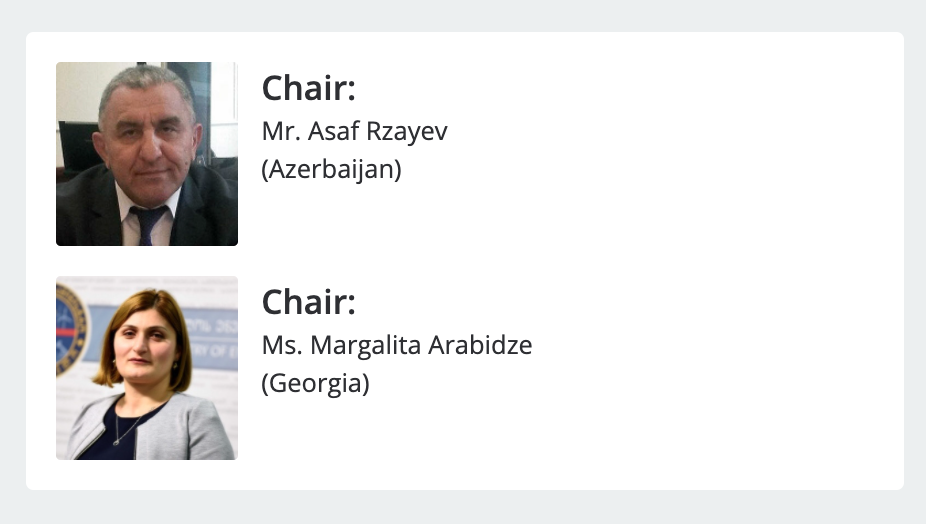 Chair:
Mr. Asaf Rzayev
(Azerbaijan)
Chair:
Ms. Margalita Arabidze
(Georgia)